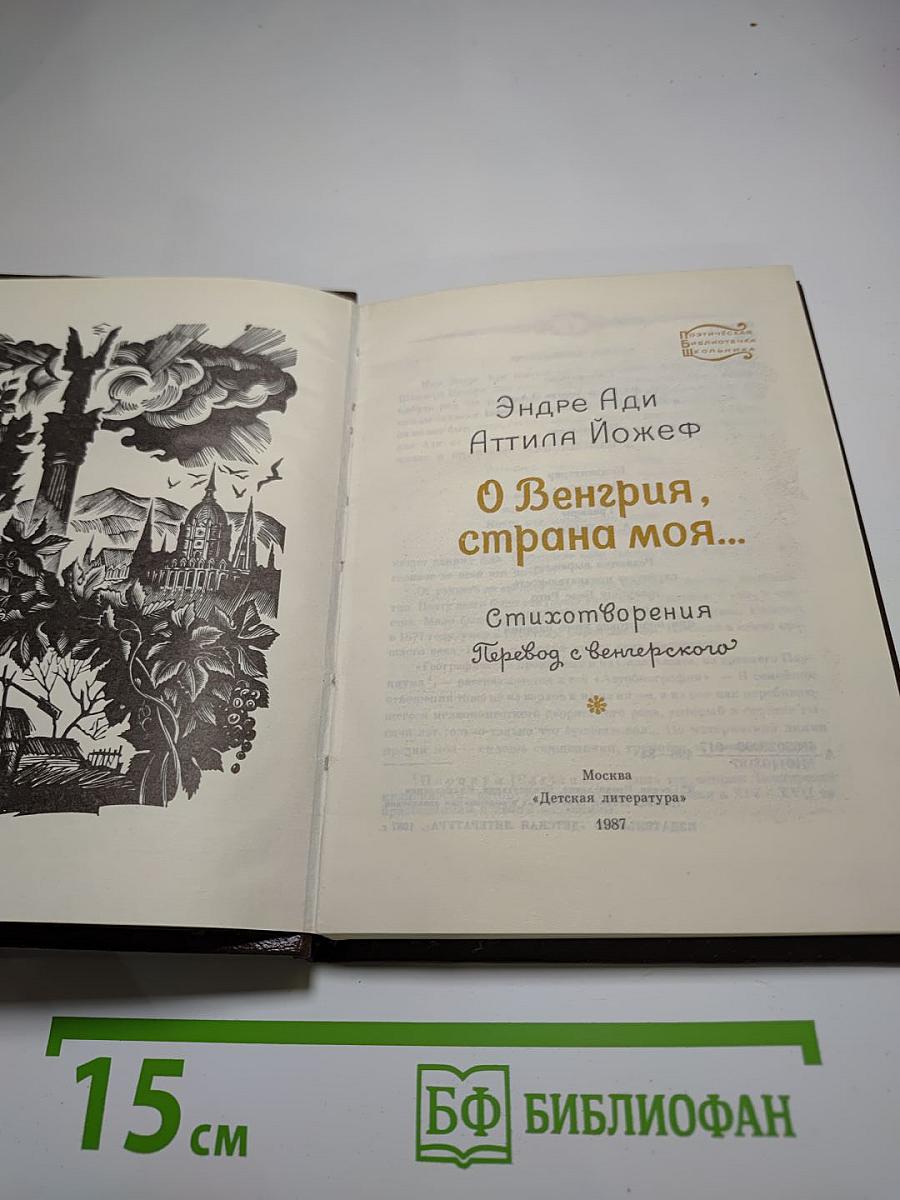 Поэтическая
Библиотечка
Школьника
Эндре Ади
Аттила Йожеф
О Венгрия,
страна моя...
Стихотворения
Перевод с венгерского
Москва
«Детская литература»
1987
15 см
БФ БИБЛИОФАН